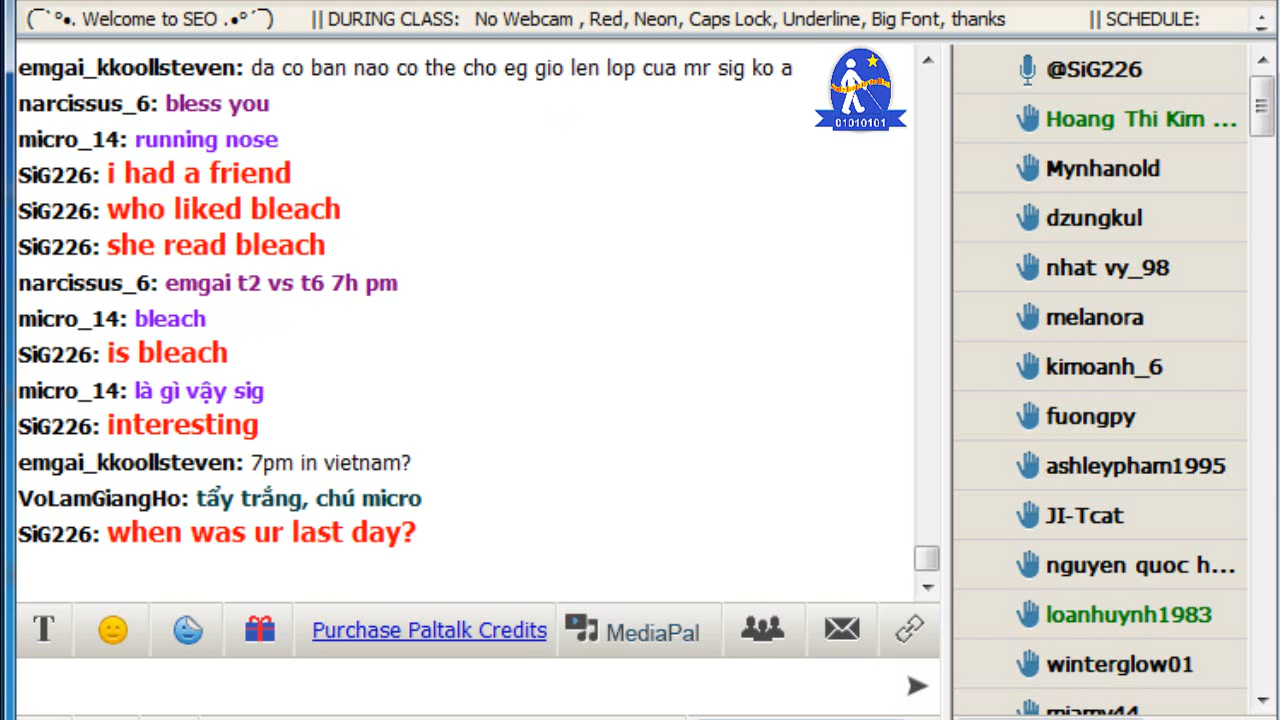 (¯`°•. Welcome to SEO .•°´¯) || DURING CLASS: No Webcam , Red, Neon, Caps Lock, Underline, Big Font, thanks || SCHEDULE:
emgai_kkoollsteven: da co ban nao co the cho eg gio len lop cua mr sig ko a
narcissus_6: bless you
micro_14: running nose
SiG226: i had a friend
SiG226: who liked bleach
SiG226: she read bleach
narcissus_6: emgai t2 vs t6 7h pm
micro_14: bleach
SiG226: is bleach
micro_14: là gì vậy sig
SiG226: interesting
emgai_kkoollsteven: 7pm in vietnam?
VoLamGiangHo: tẩy trắng, chú micro
SiG226: when was ur last day?
01010101
T
Purchase Paltalk Credits
MediaPal
@SiG226
Hoang Thi Kim ...
Mynhanold
dzungkul
nhat vy_98
melanora
kimoanh_6
fuongpy
ashleypham1995
JI-Tcat
nguyen quoc h...
loanhuynh1983
winterglow01